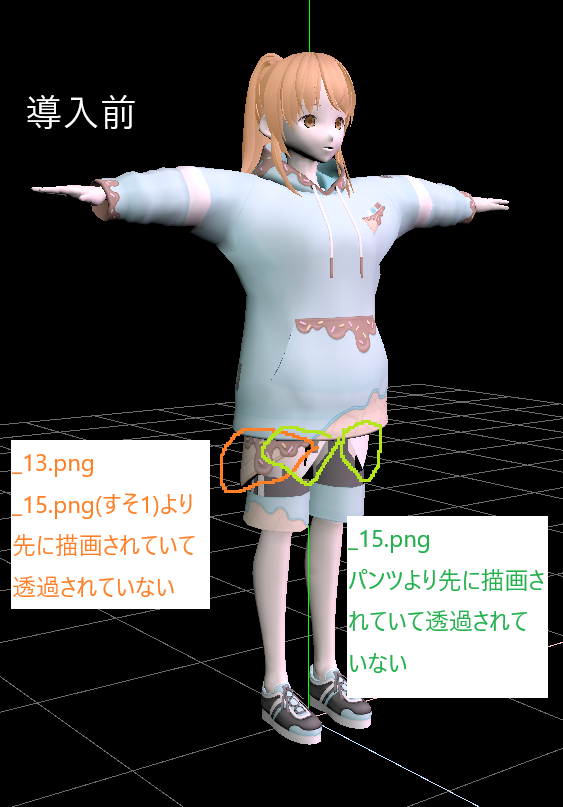 導入前
_13.png
_15.png(すそ1)より
先に描画されていて
透過されていない
_15.png
パンツより先に描画さ
れていて透過されて
いない